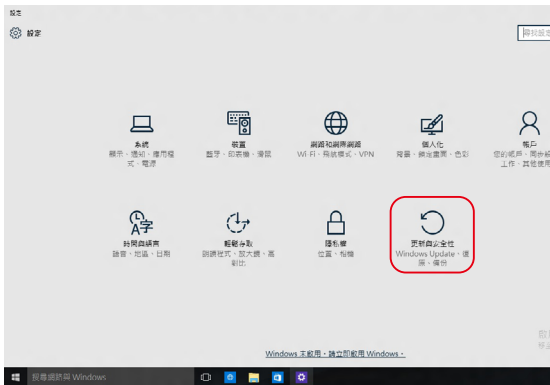 設定
設定
尋找設定
系統
顯示、通知、應用程
式、電源
裝置
藍牙、印表機、滑鼠
網路和網際網路
Wi-Fi、飛航模式、VPN
個人化
背景、鎖定畫面、色彩
帳戶
您的帳戶、同步設
工作、其他使用
時間與語言
語音、地區、日期
輕鬆存取
朗讀程式、放大鏡、高
對比
隱私權
位置、相機
更新與安全性
Windows Update、復
原、備份
Windows 未啟用。請立即啟用 Windows。
搜尋網路與 Windows